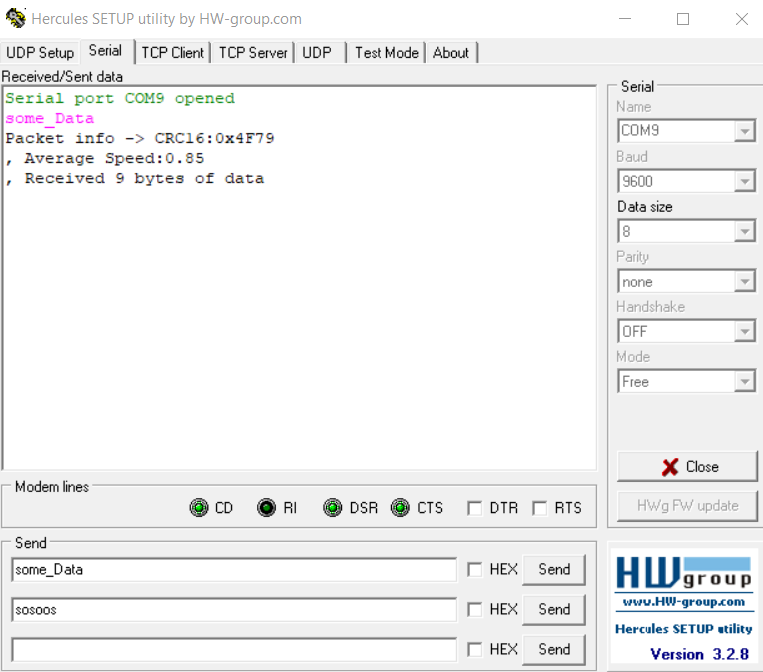 Hercules SETUP utility by HW-group.com
UDP Setup Serial TCP Client TCP Server UDP Test Mode About
Received/Sent data
Serial port COM9 opened
some_Data
Packet info -> CRC16:0x4F79
, Average Speed:0.85
, Received 9 bytes of data
Serial
Name
COM9
Baud
9600
Data size
8
Parity
none
Handshake
OFF
Mode
Free
Close
HWg FW update
Modem lines
CD RI DSR CTS DTR RTS
Send
some_Data HEX Send
sosoos HEX Send
HEX Send
HWgroup
www.HW-group.com
Hercules SETUP utility
Version 3.2.8